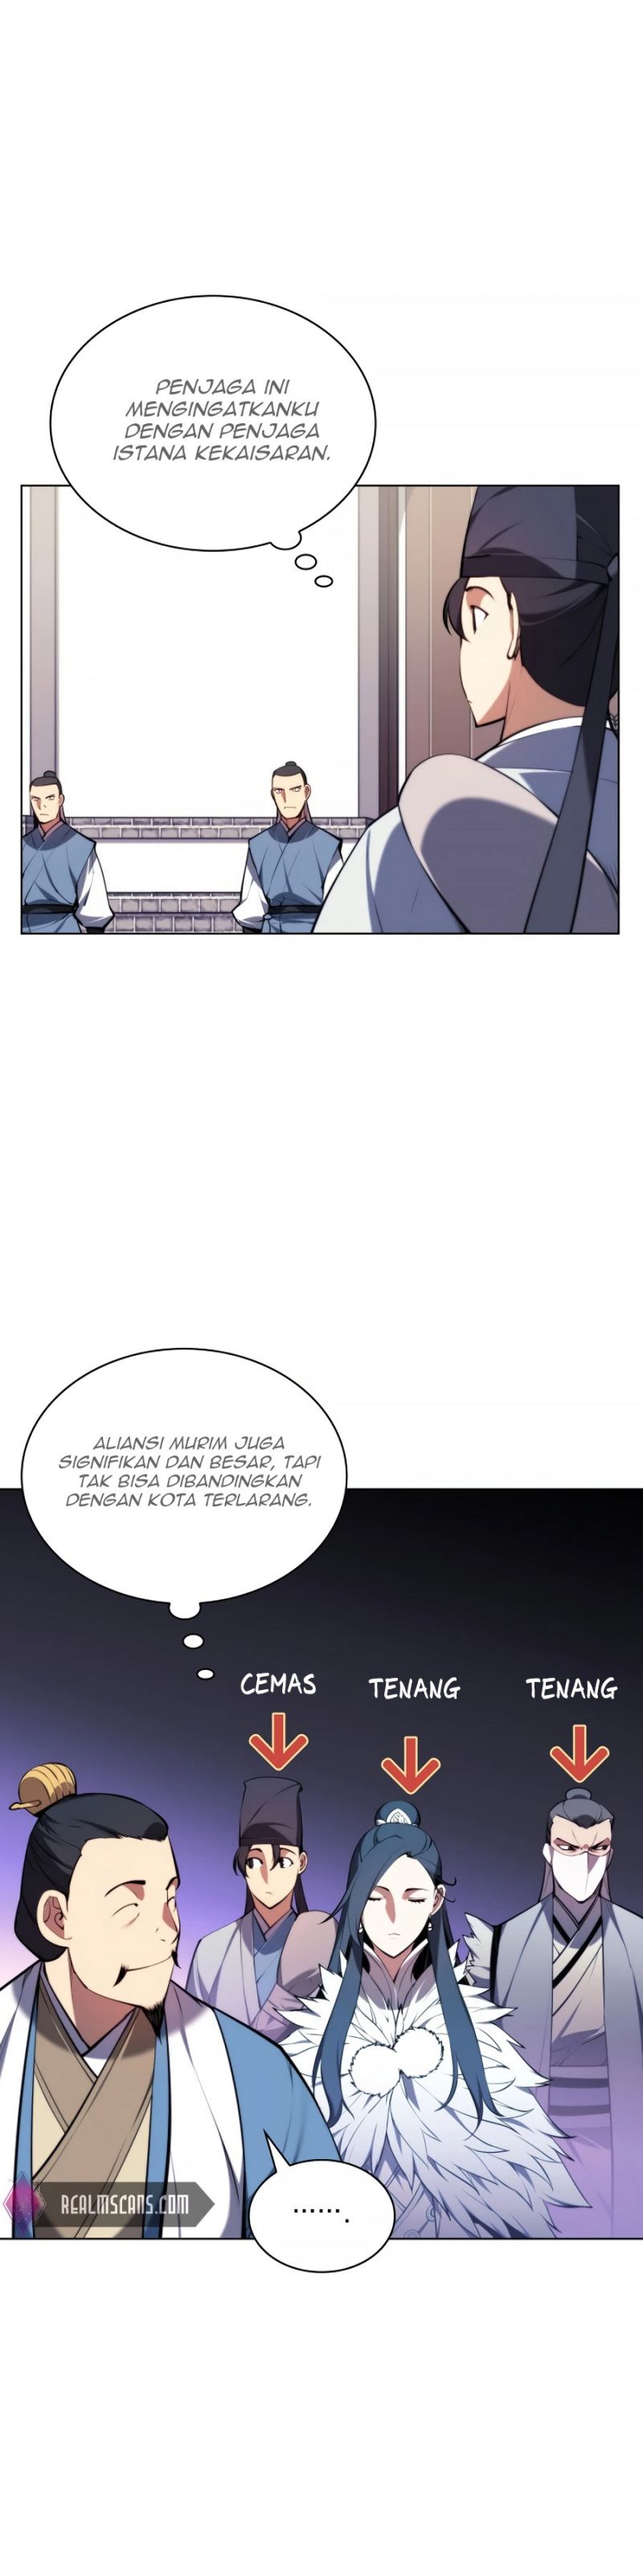 PENJAGA INI
MENGINGATKANKU
DENGAN PENJAGA
ISTANA KEKAISARAN.
ALIANSI MURIM JUGA
SIGNIFIKAN DAN BESAR, TAPI
TAK BISA DIBANDINGKAN
DENGAN KOTA TERLARANG.
CEMAS
TENANG
TENANG
REALMSCANS.COM
.......